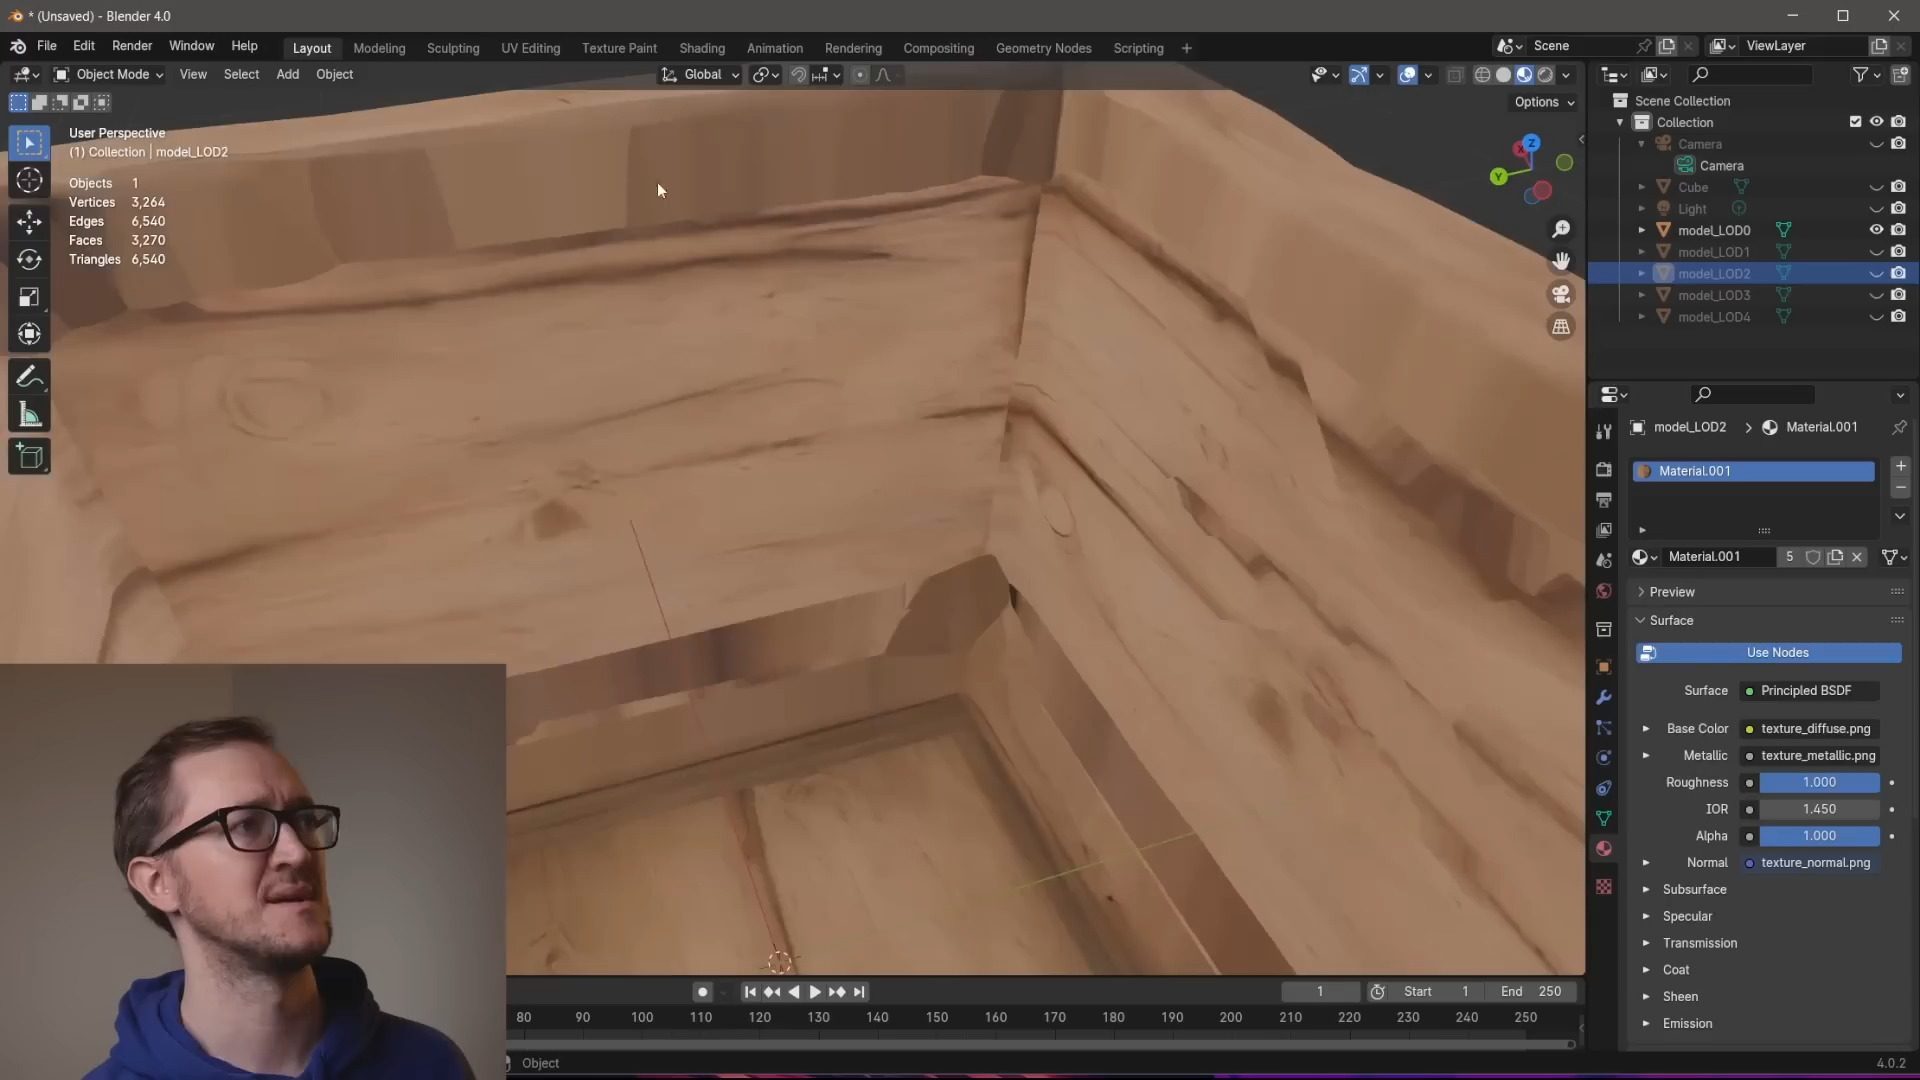 * (Unsaved) - Blender 4.0
File Edit Render Window Help
Layout Modeling Sculpting UV Editing Texture Paint Shading Animation Rendering Compositing Geometry Nodes Scripting +
Scene
ViewLayer
Object Mode View Select Add Object
Global
Options
User Perspective
(1) Collection | model_LOD2
Objects 1
Vertices 3,264
Edges 6,540
Faces 3,270
Triangles 6,540
Z
X
Y
Scene Collection
Collection
Camera
Camera
Cube
Light
model_LOD0
model_LOD1
model_LOD2
model_LOD3
model_LOD4
model_LOD2 > Material.001
Material.001
Material.001 5
Preview
Surface
Use Nodes
Surface Principled BSDF
Base Color texture_diffuse.png
Metallic texture_metallic.png
Roughness 1.000
IOR 1.450
Alpha 1.000
Normal texture_normal.png
Subsurface
Specular
Transmission
Coat
Sheen
Emission
1 Start 1 End 250
80 90 100 110 120 130 140 150 160 170 180 190 200 210 220 230 240 250
Object
4.0.2